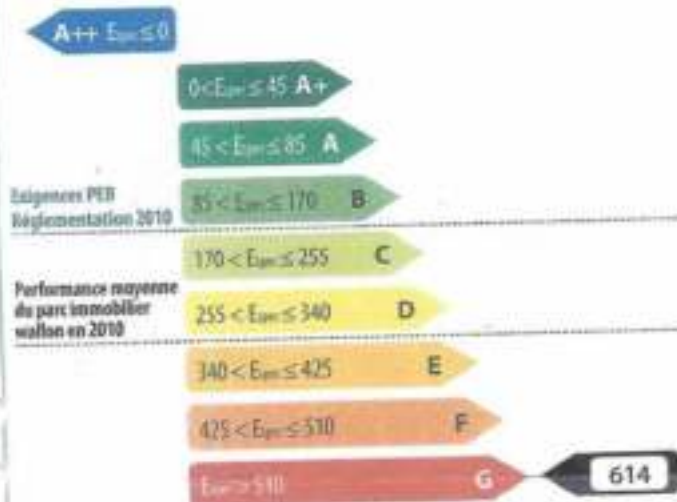 A++ Espec ≤ 0
0 < Espec ≤ 45 A+
45 < Espec ≤ 85 A
Exigences PEB
Réglementation 2010
85 < Espec ≤ 170 B
170 < Espec ≤ 255 C
Performance moyenne
du parc immobilier
wallon en 2010
255 < Espec ≤ 340 D
340 < Espec ≤ 425 E
425 < Espec ≤ 510 F
Espec > 510 G
614